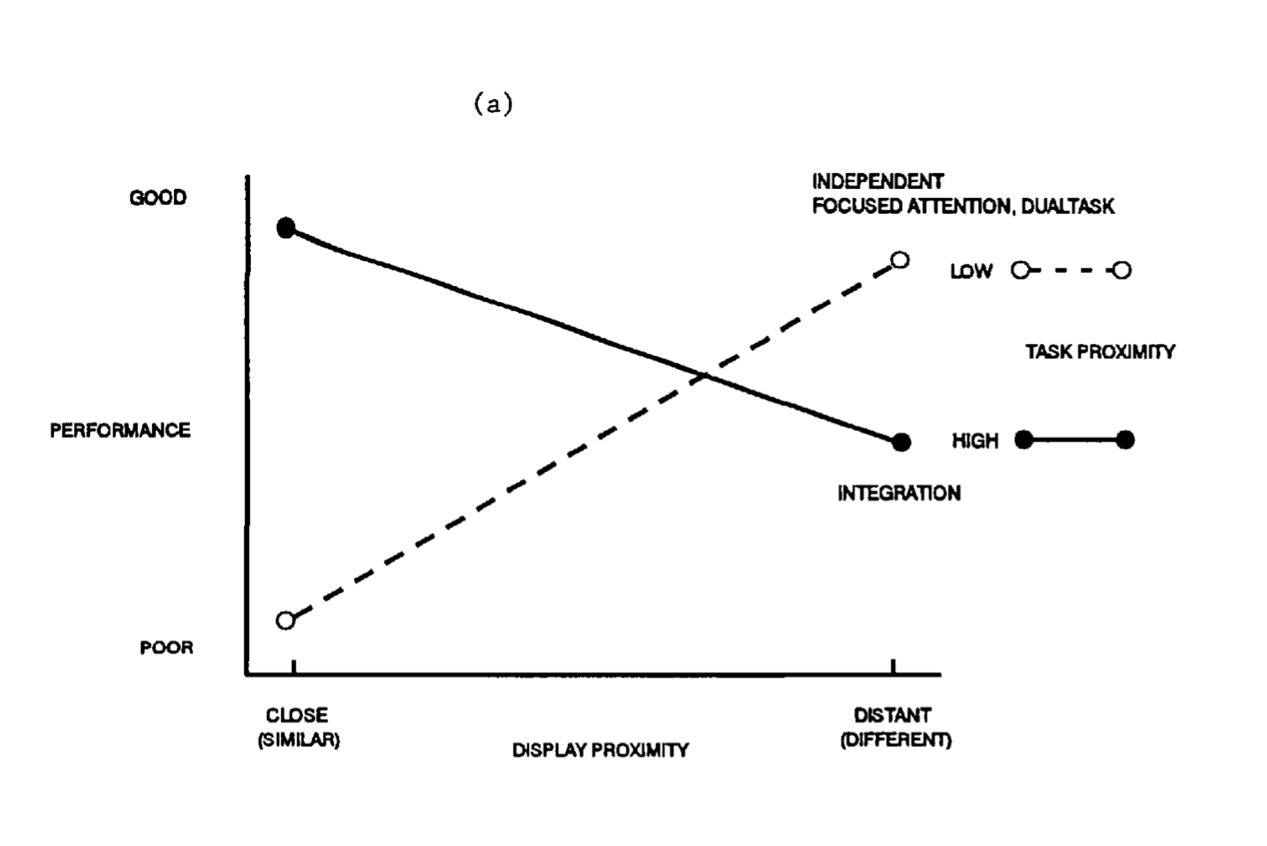 (a)
GOOD
INDEPENDENT
FOCUSED ATTENTION, DUALTASK
LOW
TASK PROXIMITY
PERFORMANCE
HIGH
INTEGRATION
POOR
CLOSE
(SIMILAR)
DISPLAY PROXIMITY
DISTANT
(DIFFERENT)